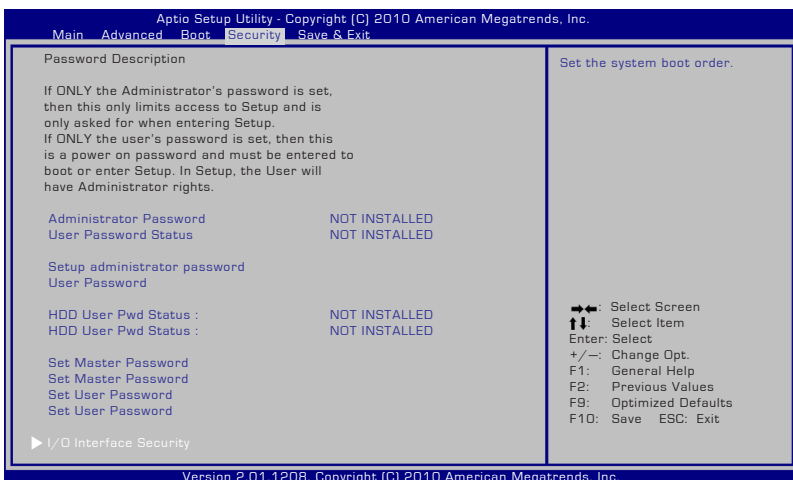 Aptio Setup Utility - Copyright (C) 2010 American Megatrends, Inc.
Main Advanced Boot Security Save & Exit
Password Description
If ONLY the Administrator's password is set,
then this only limits access to Setup and is
only asked for when entering Setup.
If ONLY the user's password is set, then this
is a power on password and must be entered to
boot or enter Setup. In Setup, the User will
have Administrator rights.
Administrator Password NOT INSTALLED
User Password Status NOT INSTALLED
Setup administrator password
User Password
HDD User Pwd Status : NOT INSTALLED
HDD User Pwd Status : NOT INSTALLED
Set Master Password
Set Master Password
Set User Password
Set User Password
I/O Interface Security
Set the system boot order.
→←: Select Screen
↑↓: Select Item
Enter: Select
+/—: Change Opt.
F1: General Help
F2: Previous Values
F9: Optimized Defaults
F10: Save ESC: Exit
Version 2.01.1208. Copyright (C) 2010 American Megatrends, Inc.